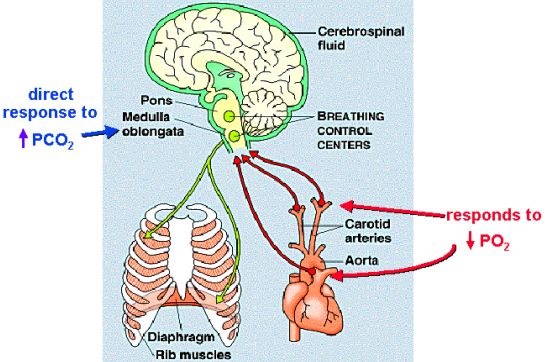 Cerebrospinal
fluid
direct
response to
↑ PCO₂
Pons
Medulla
oblongata
BREATHING
CONTROL
CENTERS
responds to
↓ PO₂
Carotid
arteries
Aorta
Diaphragm
Rib muscles